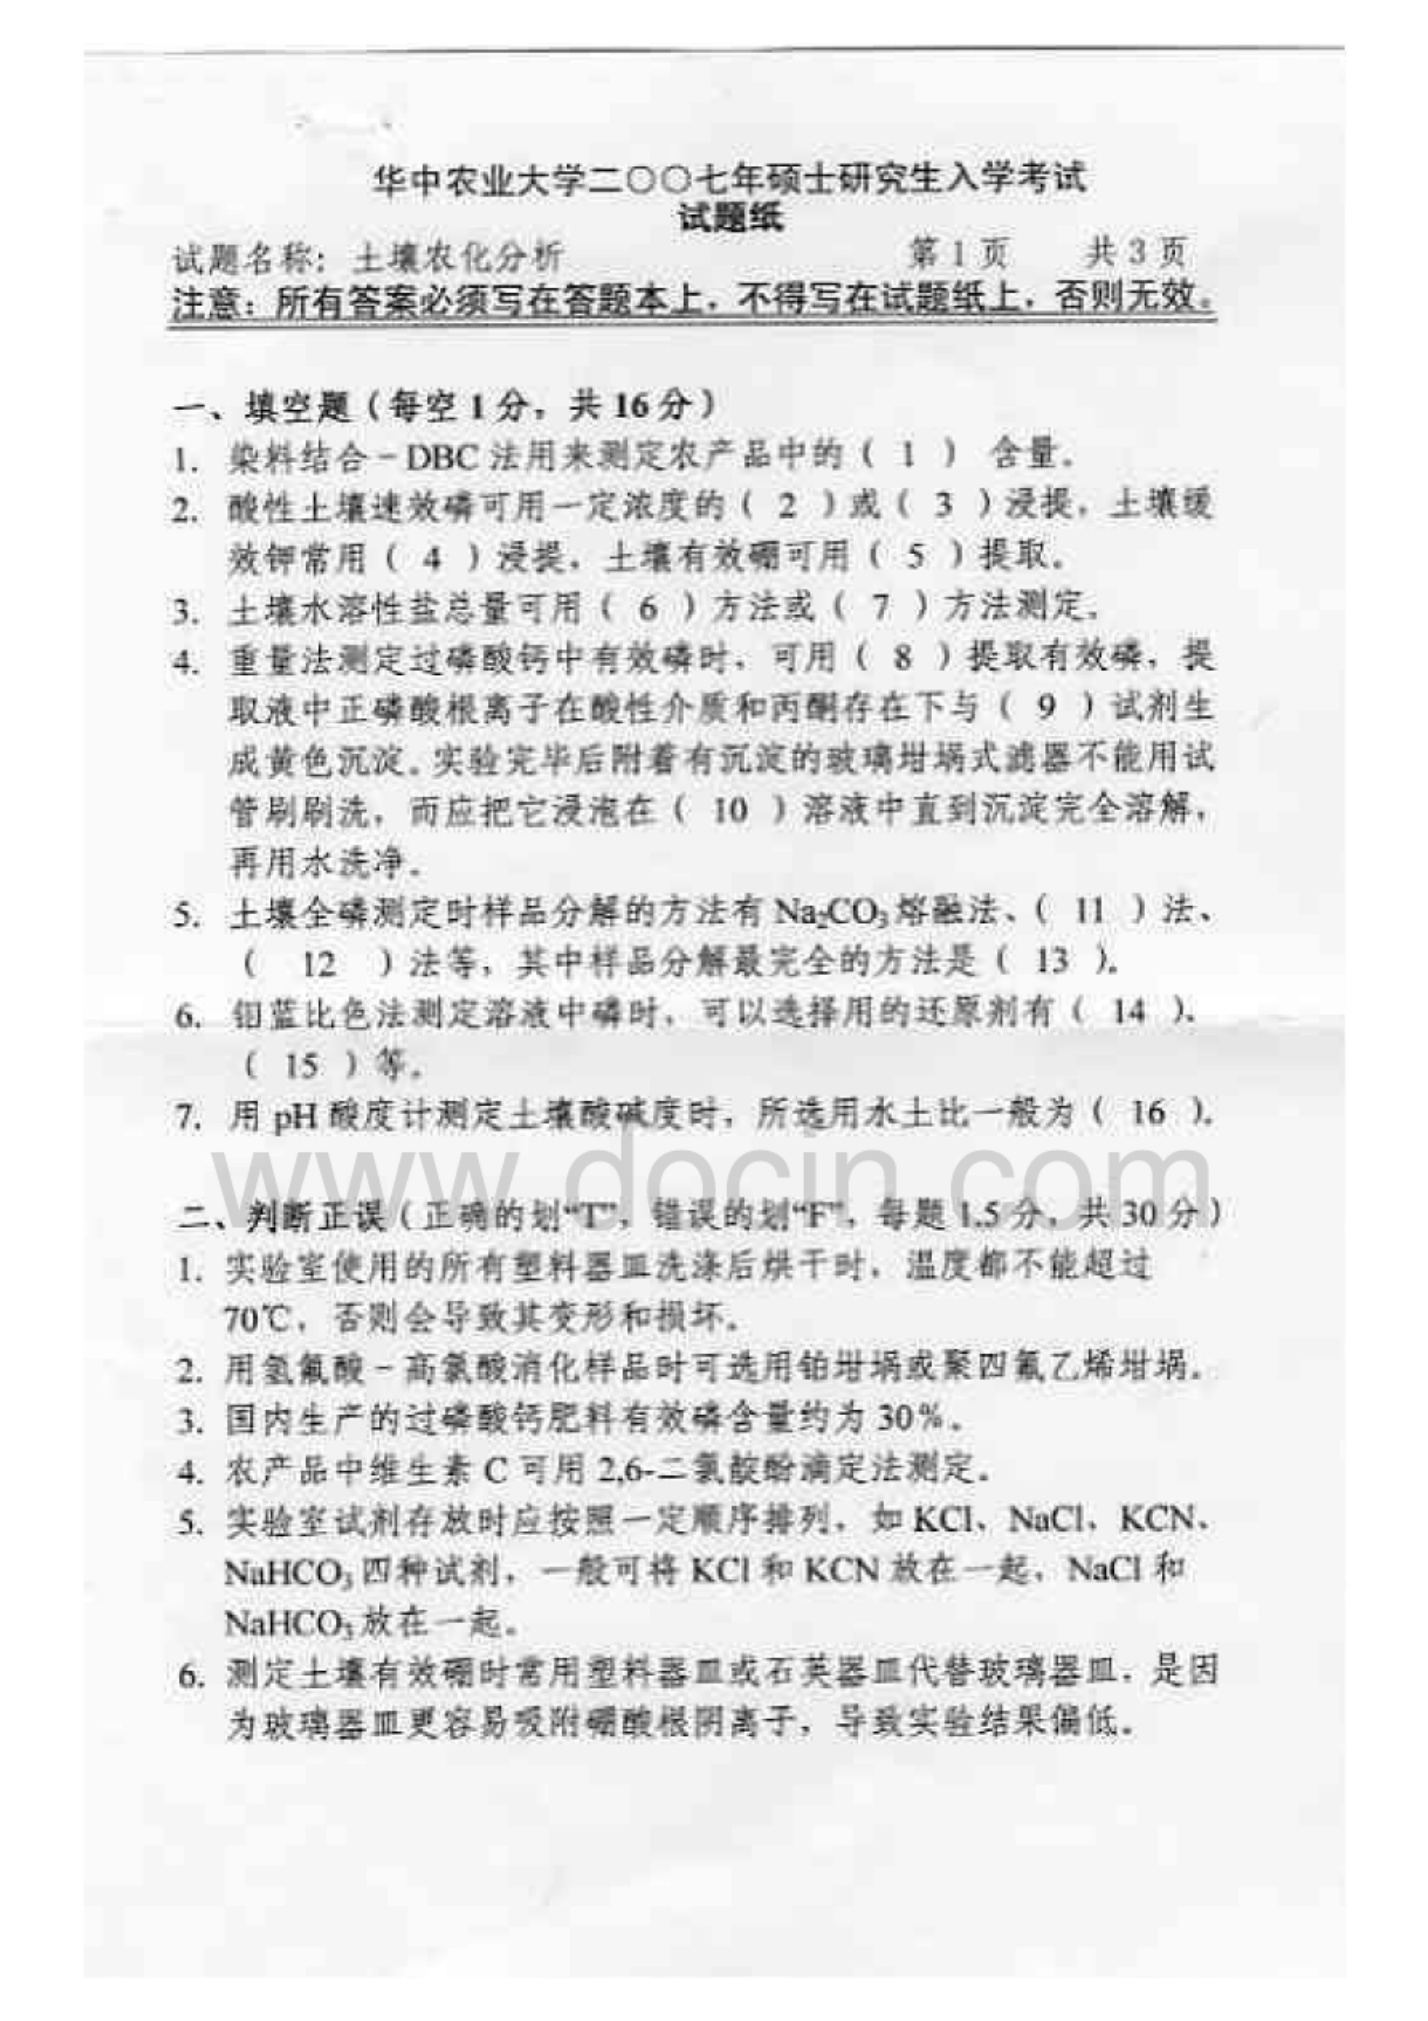 华中农业大学二〇〇七年硕士研究生入学考试
试题纸
试题名称：土壤农化分析 第1页 共3页
注意：所有答案必须写在答题本上，不得写在试题纸上，否则无效。
一、填空题（每空1分，共16分）
1. 染料结合－DBC法用来测定农产品中的（ 1 ） 含量。
2. 酸性土壤速效磷可用一定浓度的（ 2 ）或（ 3 ）浸提，土壤缓
效钾常用（ 4 ）浸提，土壤有效硼可用（ 5 ）提取。
3. 土壤水溶性盐总量可用（ 6 ）方法或（ 7 ）方法测定。
4. 重量法测定过磷酸钙中有效磷时，可用（ 8 ）提取有效磷，提
取液中正磷酸根离子在酸性介质和丙酮存在下与（ 9 ）试剂生
成黄色沉淀。实验完毕后附着有沉淀的玻璃坩埚式滤器不能用试
管刷刷洗，而应把它浸泡在（ 10 ）溶液中直到沉淀完全溶解，
再用水洗净。
5. 土壤全磷测定时样品分解的方法有Na₂CO₃熔融法、（ 11 ）法、
（ 12 ）法等，其中样品分解最完全的方法是（ 13 ）。
6. 钼蓝比色法测定溶液中磷时，可以选择用的还原剂有（ 14 ）、
（ 15 ）等。
7. 用pH酸度计测定土壤酸碱度时，所选用水土比一般为（ 16 ）。
www.docin.com
二、判断正误（正确的划“T”，错误的划“F”，每题1.5分，共30分）
1. 实验室使用的所有塑料器皿洗涤后烘干时，温度都不能超过
70℃，否则会导致其变形和损坏。
2. 用氢氟酸－高氯酸消化样品时可选用铂坩埚或聚四氟乙烯坩埚。
3. 国内生产的过磷酸钙肥料有效磷含量约为30%。
4. 农产品中维生素C可用2,6-二氯靛酚滴定法测定。
5. 实验室试剂存放时应按照一定顺序排列，如KCl、NaCl、KCN、
NaHCO₃四种试剂，一般可将KCl和KCN放在一起，NaCl和
NaHCO₃放在一起。
6. 测定土壤有效硼时常用塑料器皿或石英器皿代替玻璃器皿，是因
为玻璃器皿更容易吸附硼酸根阴离子，导致实验结果偏低。